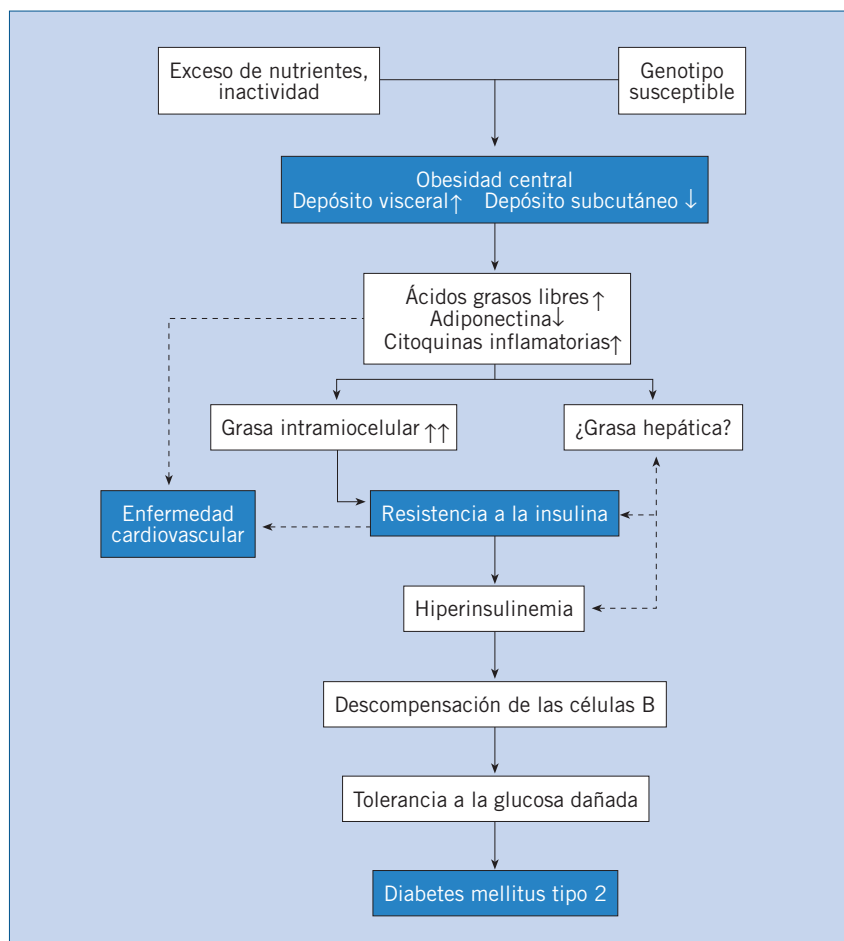 Exceso de nutrientes,
inactividad
Genotipo
susceptible
Obesidad central
Depósito visceral↑ Depósito subcutáneo ↓
Ácidos grasos libres ↑
Adiponectina↓
Citoquinas inflamatorias↑
Grasa intramiocelular ↑↑
¿Grasa hepática?
Enfermedad
cardiovascular
Resistencia a la insulina
Hiperinsulinemia
Descompensación de las células B
Tolerancia a la glucosa dañada
Diabetes mellitus tipo 2